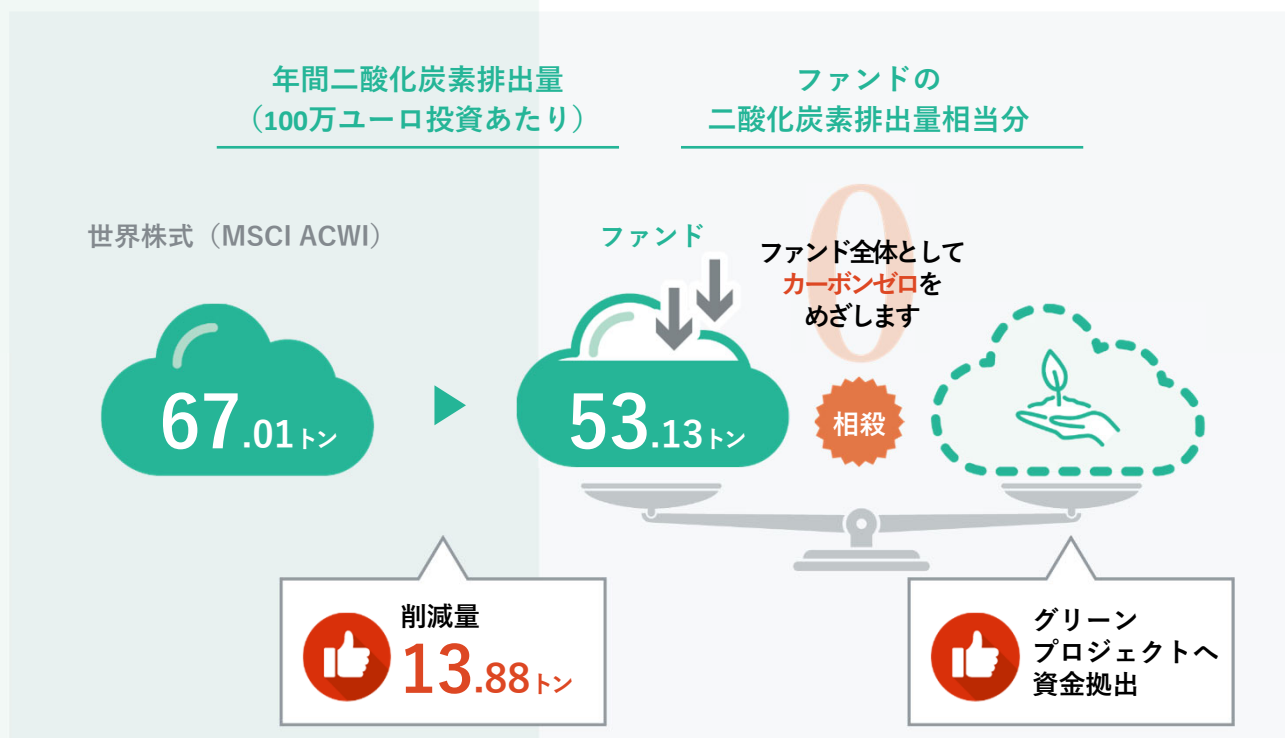 年間二酸化炭素排出量
（100万ユーロ投資あたり）
ファンドの
二酸化炭素排出量相当分
世界株式（MSCI ACWI）
ファンド
0
ファンド全体として
カーボンゼロを
めざします
67.01トン
53.13トン
相殺
削減量
13.88トン
グリーン
プロジェクトへ
資金拠出